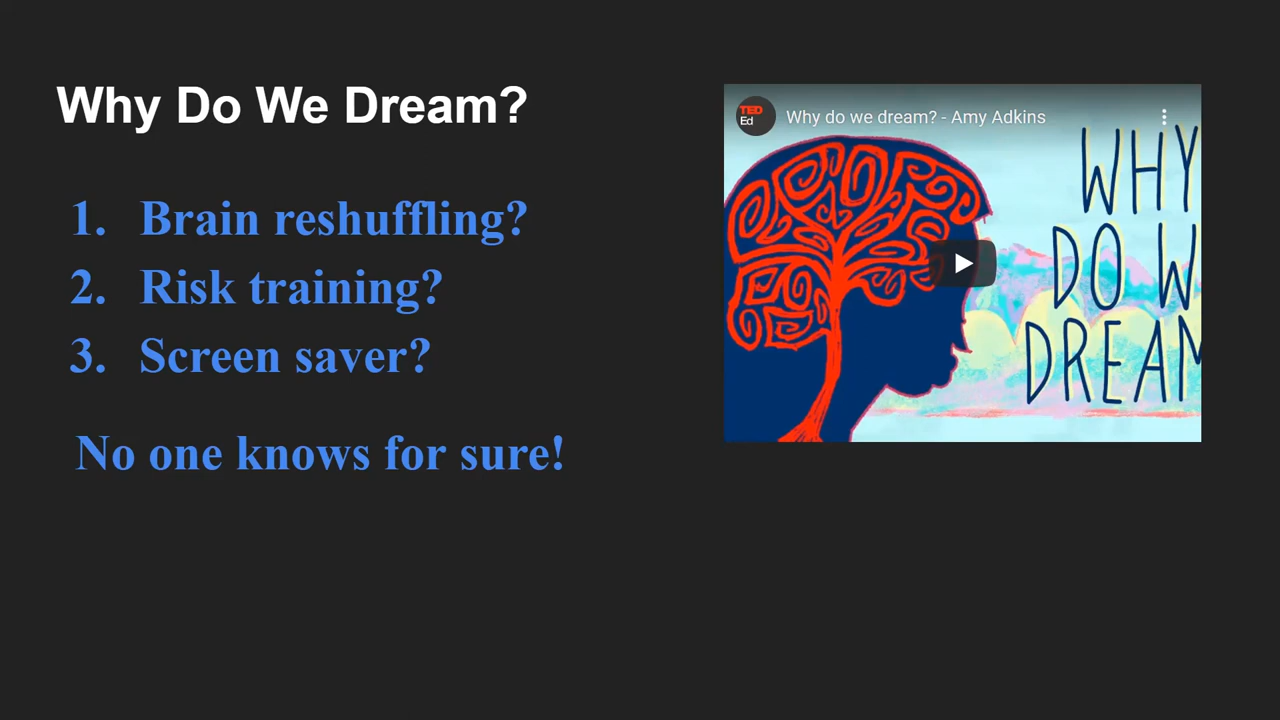 Why Do We Dream?
1. Brain reshuffling?
2. Risk training?
3. Screen saver?
No one knows for sure!
TED
Ed
Why do we dream? - Amy Adkins
WHY
DO W
DREAM